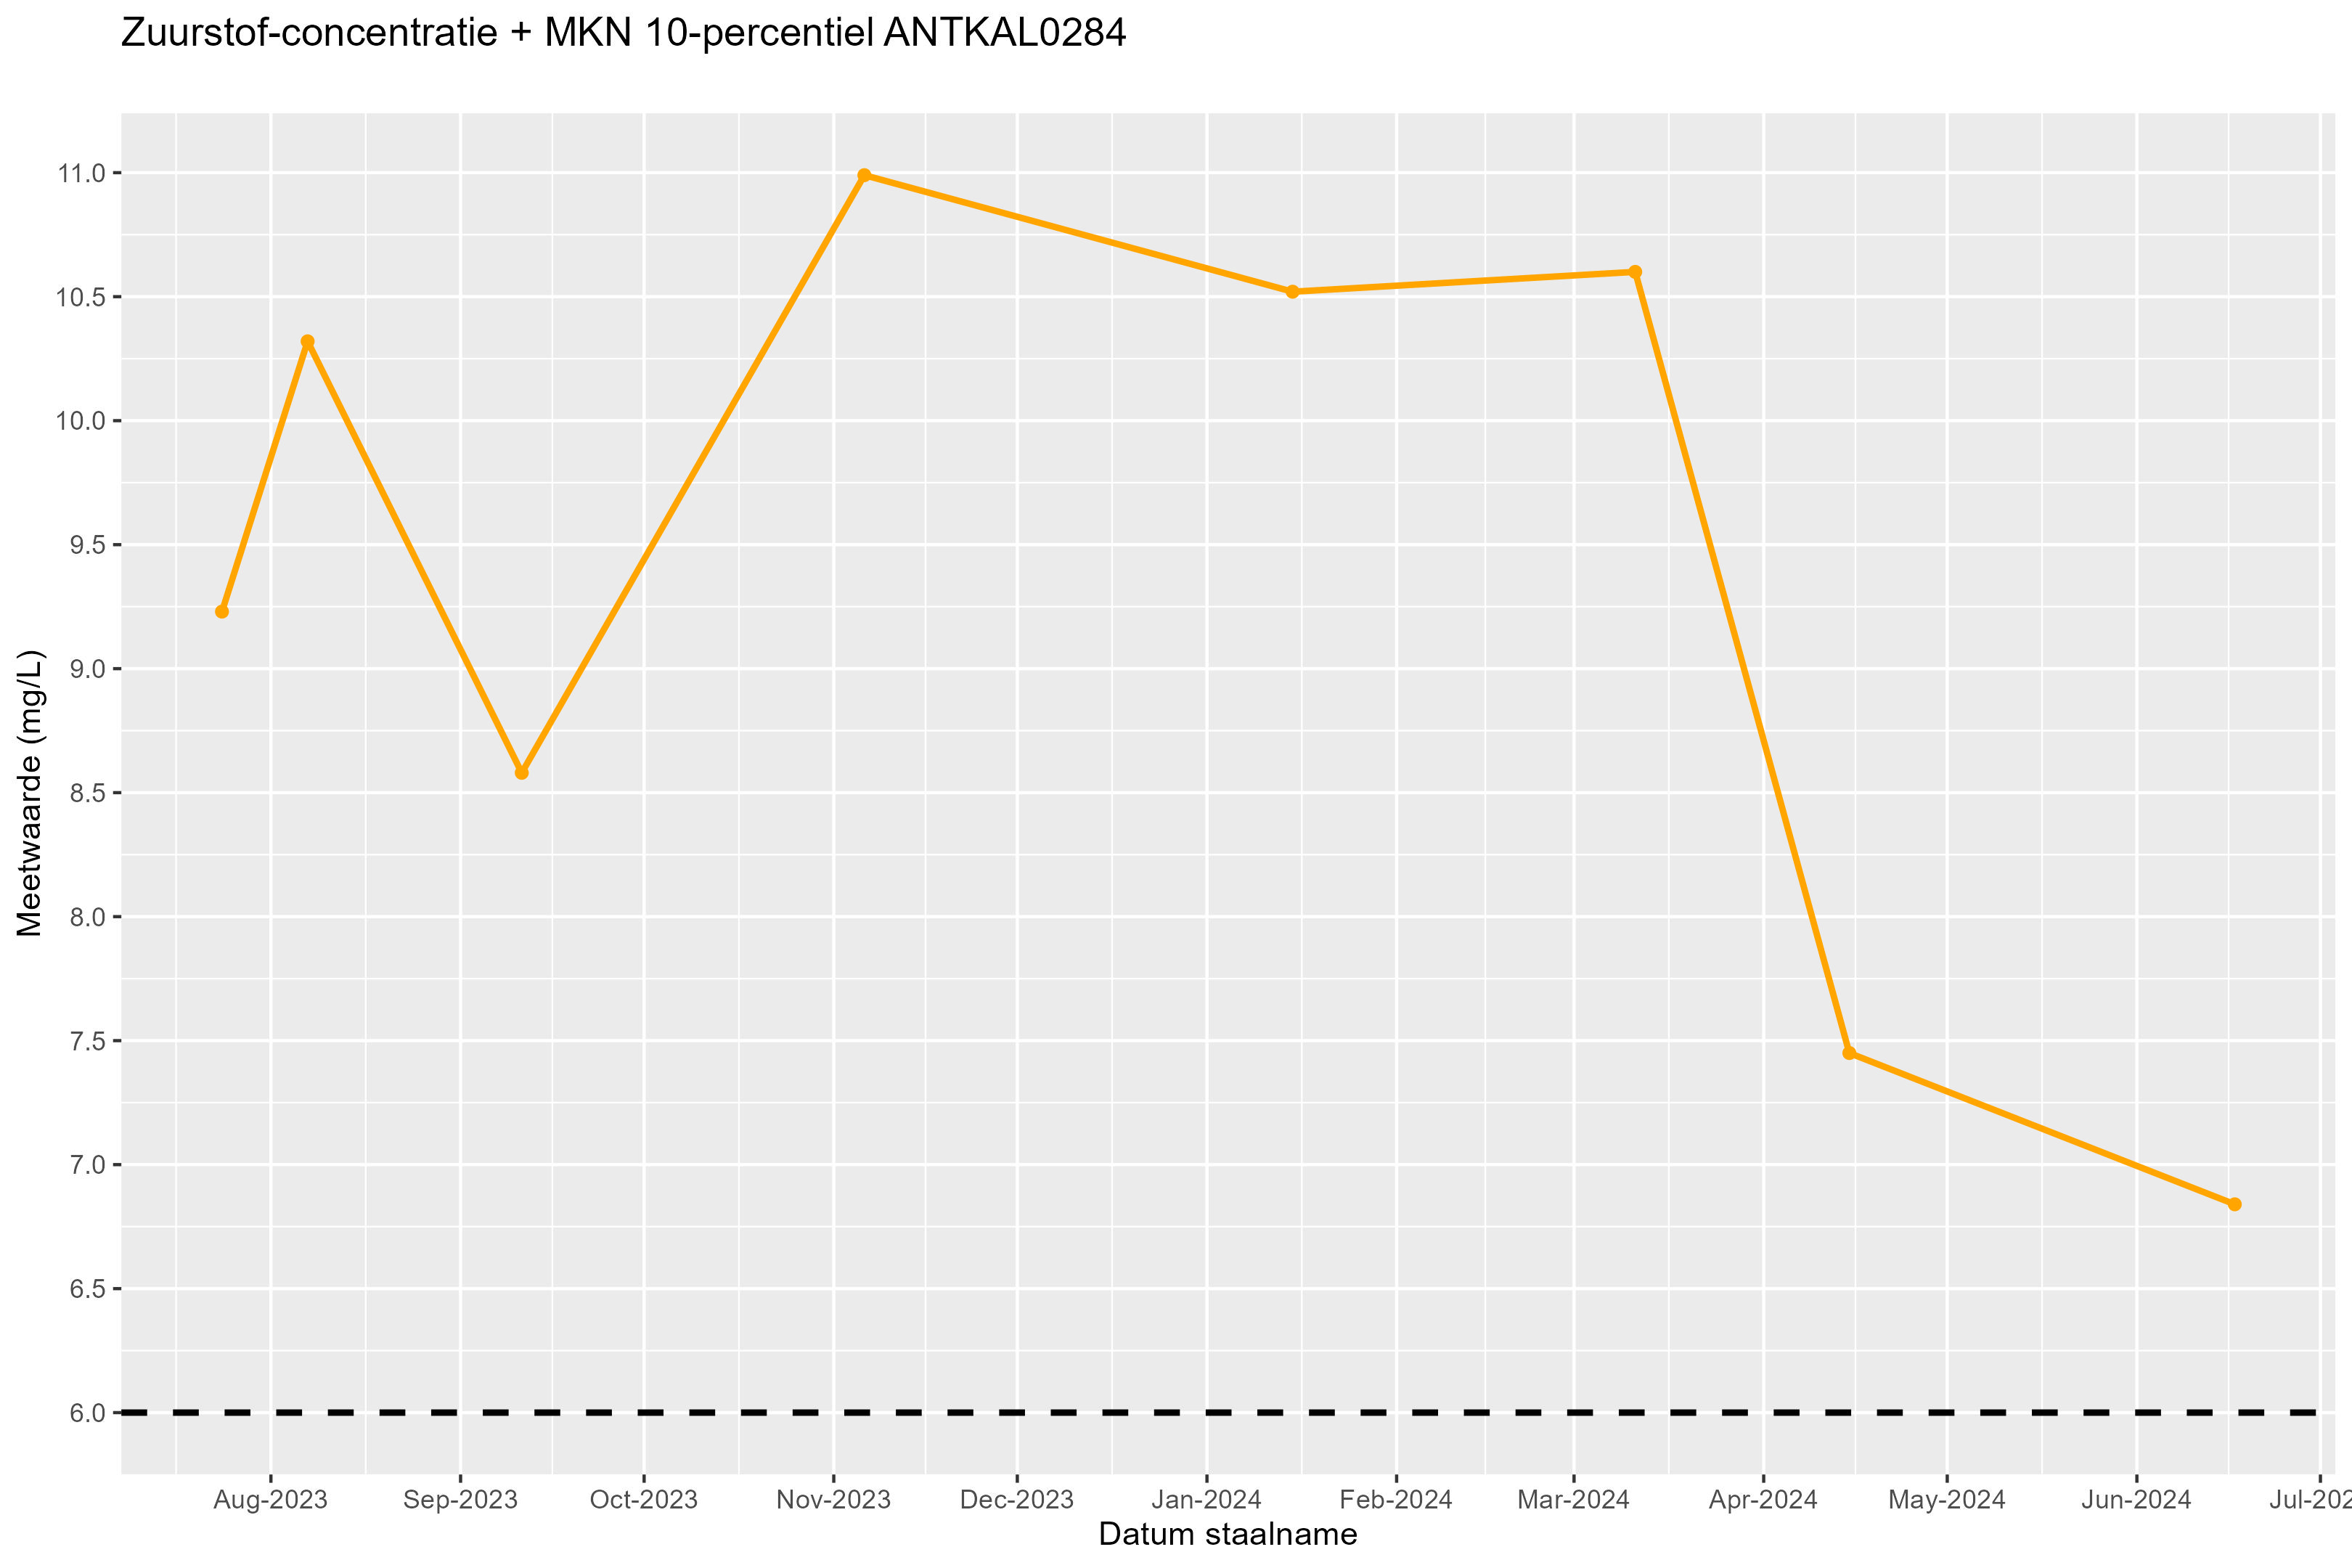 Zuurstof-concentratie + MKN 10-percentiel ANTKAL0284
Meetwaarde (mg/L)
11.0
10.5
10.0
9.5
9.0
8.5
8.0
7.5
7.0
6.5
6.0
Aug-2023 Sep-2023 Oct-2023 Nov-2023 Dec-2023 Jan-2024 Feb-2024 Mar-2024 Apr-2024 May-2024 Jun-2024 Jul-202
Datum staalname